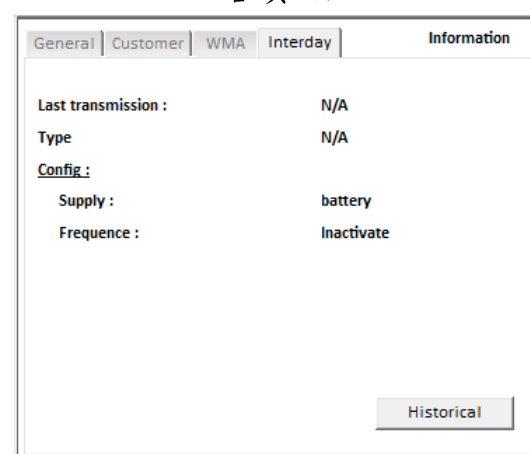 General Customer WMA Interday Information
Last transmission : N/A
Type N/A
Config :
Supply : battery
Frequence : Inactivate
Historical